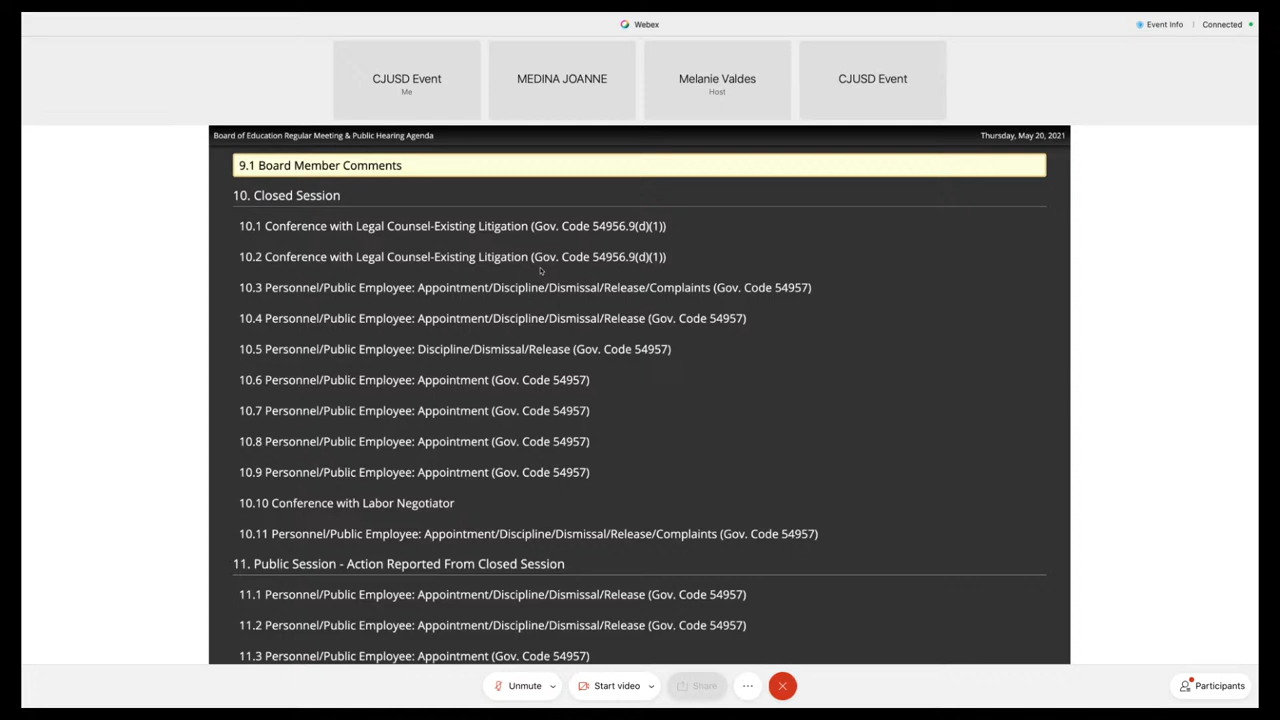 Webex
Event Info
Connected
CJUSD Event
Me
MEDINA JOANNE
Melanie Valdes
Host
CJUSD Event
Board of Education Regular Meeting & Public Hearing Agenda
Thursday, May 20, 2021
9.1 Board Member Comments
10. Closed Session
10.1 Conference with Legal Counsel-Existing Litigation (Gov. Code 54956.9(d)(1))
10.2 Conference with Legal Counsel-Existing Litigation (Gov. Code 54956.9(d)(1))
10.3 Personnel/Public Employee: Appointment/Discipline/Dismissal/Release/Complaints (Gov. Code 54957)
10.4 Personnel/Public Employee: Appointment/Discipline/Dismissal/Release (Gov. Code 54957)
10.5 Personnel/Public Employee: Discipline/Dismissal/Release (Gov. Code 54957)
10.6 Personnel/Public Employee: Appointment (Gov. Code 54957)
10.7 Personnel/Public Employee: Appointment (Gov. Code 54957)
10.8 Personnel/Public Employee: Appointment (Gov. Code 54957)
10.9 Personnel/Public Employee: Appointment (Gov. Code 54957)
10.10 Conference with Labor Negotiator
10.11 Personnel/Public Employee: Appointment/Discipline/Dismissal/Release/Complaints (Gov. Code 54957)
11. Public Session - Action Reported From Closed Session
11.1 Personnel/Public Employee: Appointment/Discipline/Dismissal/Release (Gov. Code 54957)
11.2 Personnel/Public Employee: Appointment/Discipline/Dismissal/Release (Gov. Code 54957)
11.3 Personnel/Public Employee: Appointment (Gov. Code 54957)
Unmute
Start video
Share
Participants